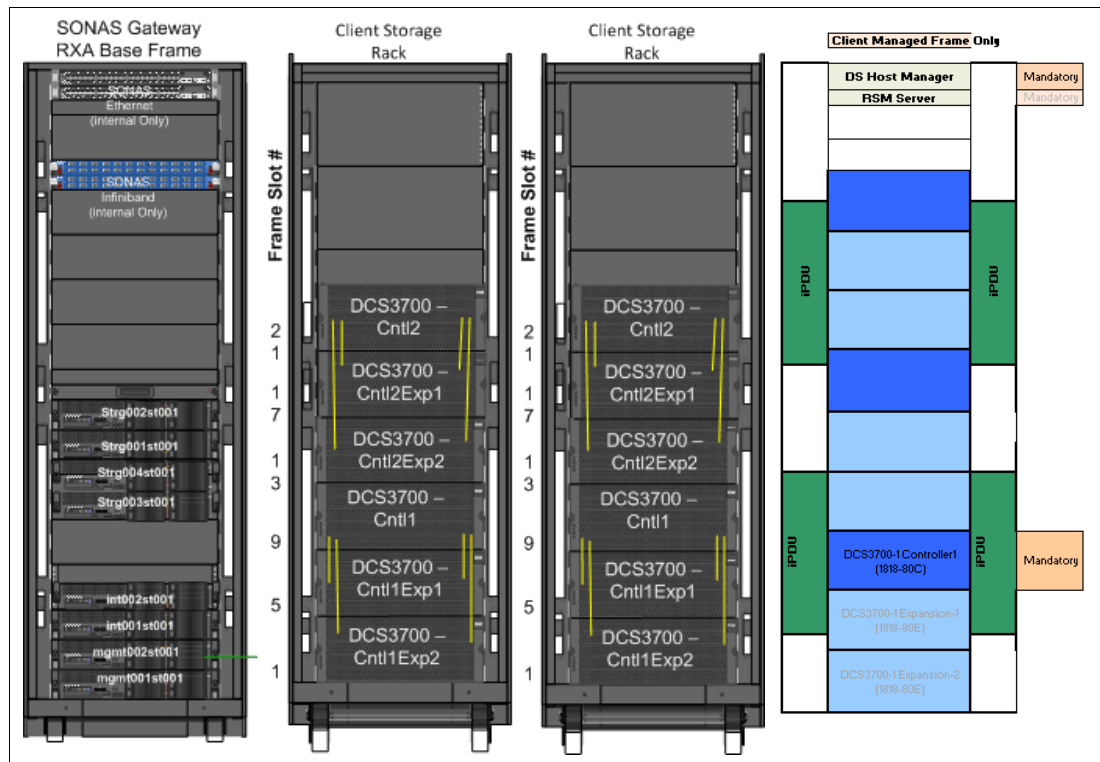 SONAS Gateway
RXA Base Frame
SONAS
Ethernet
(internal Only)
SONAS
Infiniband
(internal Only)
Strg002st001
Strg001st001
Strg004st001
Strg003st001
int002st001
int001st001
mgmt002st001
mgmt001st001
Client Storage
Rack
Frame Slot #
2
1
1
7
1
3
9
5
1
DCS3700 –
Cntl2
DCS3700 –
Cntl2Exp1
DCS3700 –
Cntl2Exp2
DCS3700 –
Cntl1
DCS3700 –
Cntl1Exp1
DCS3700 –
Cntl1Exp2
Client Storage
Rack
Frame Slot #
2
1
1
7
1
3
9
5
1
DCS3700 –
Cntl2
DCS3700 –
Cntl2Exp1
DCS3700 –
Cntl2Exp2
DCS3700 –
Cntl1
DCS3700 –
Cntl1Exp1
DCS3700 –
Cntl1Exp2
Client Managed Frame Only
DS Host Manager
Mandatory
RSM Server
Mandatory
iPDU
iPDU
iPDU
iPDU
DCS3700-1Controller1
(1818-80C)
Mandatory
DCS3700-1Expansion-1
(1818-80E)
DCS3700-1Expansion-2
(1818-80E)